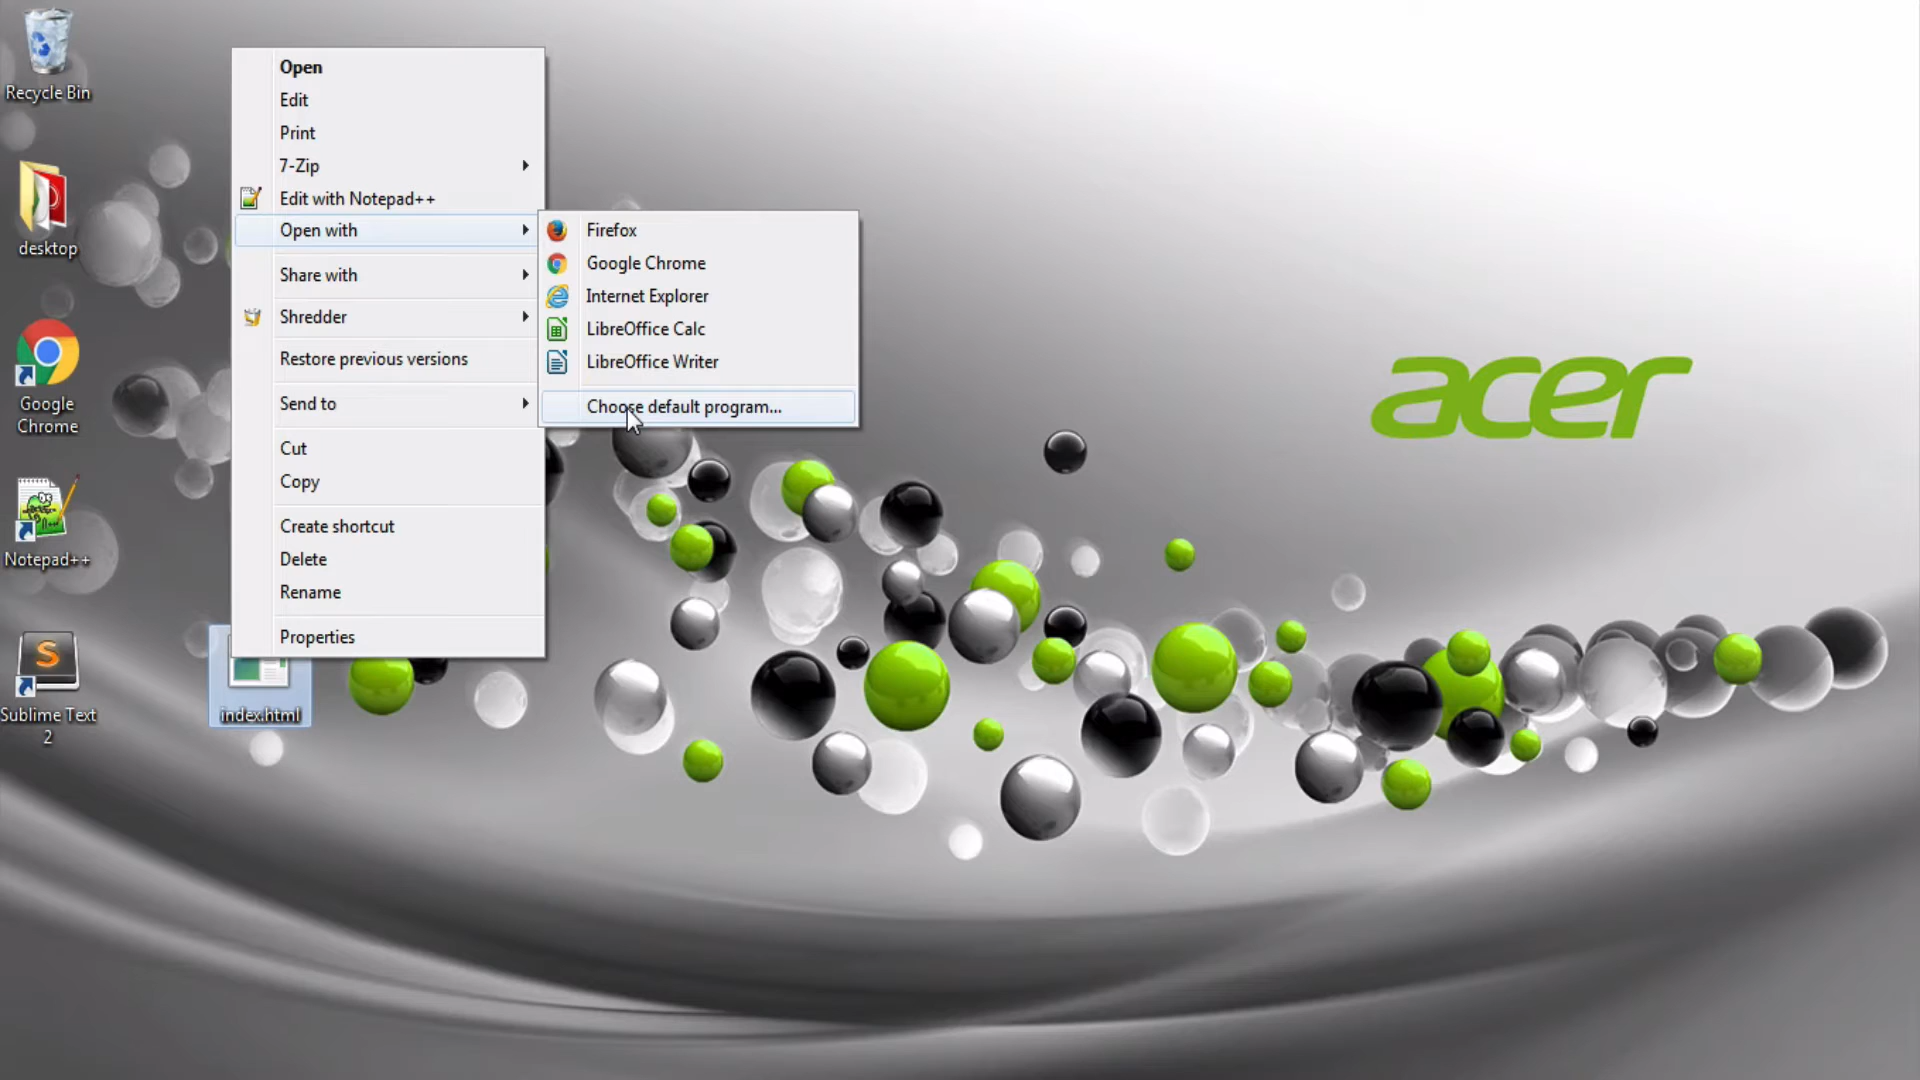 Recycle Bin
desktop
Google
Chrome
Notepad++
Sublime Text
2
index.html
Open
Edit
Print
7-Zip
Edit with Notepad++
Open with
Share with
Shredder
Restore previous versions
Send to
Cut
Copy
Create shortcut
Delete
Rename
Properties
Firefox
Google Chrome
Internet Explorer
LibreOffice Calc
LibreOffice Writer
Choose default program...
acer